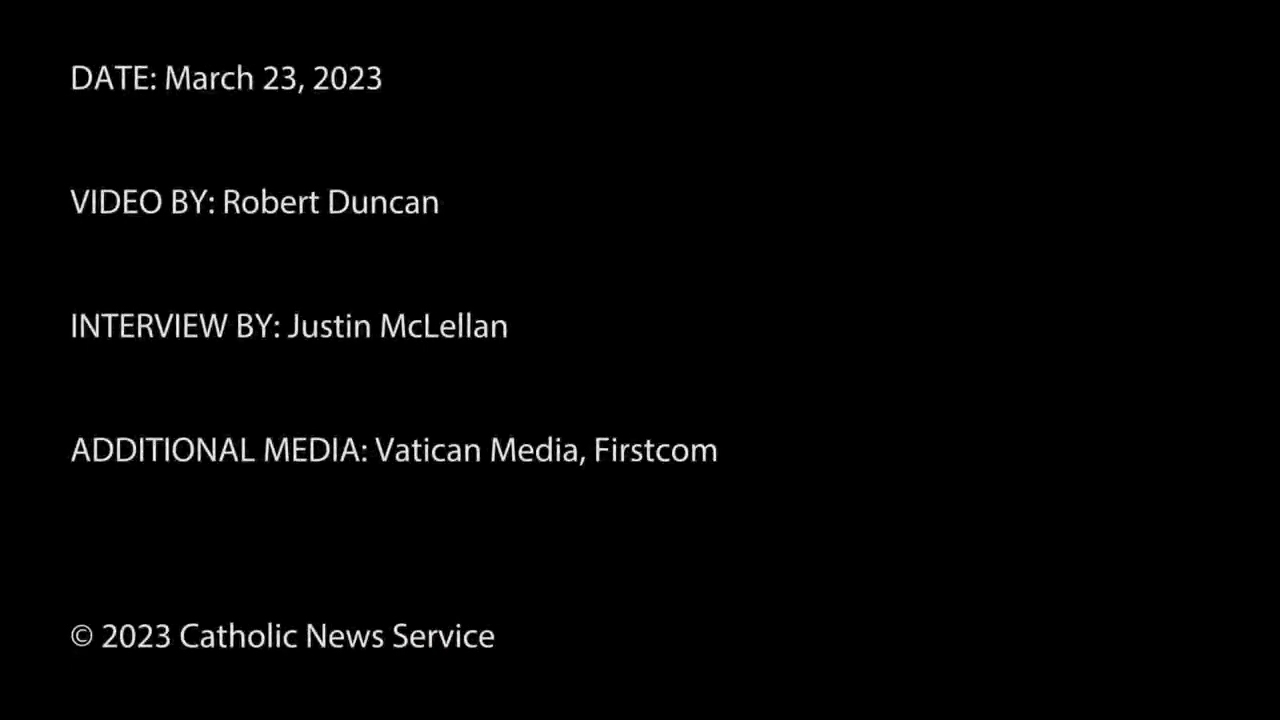 DATE: March 23, 2023
VIDEO BY: Robert Duncan
INTERVIEW BY: Justin McLellan
ADDITIONAL MEDIA: Vatican Media, Firstcom
© 2023 Catholic News Service